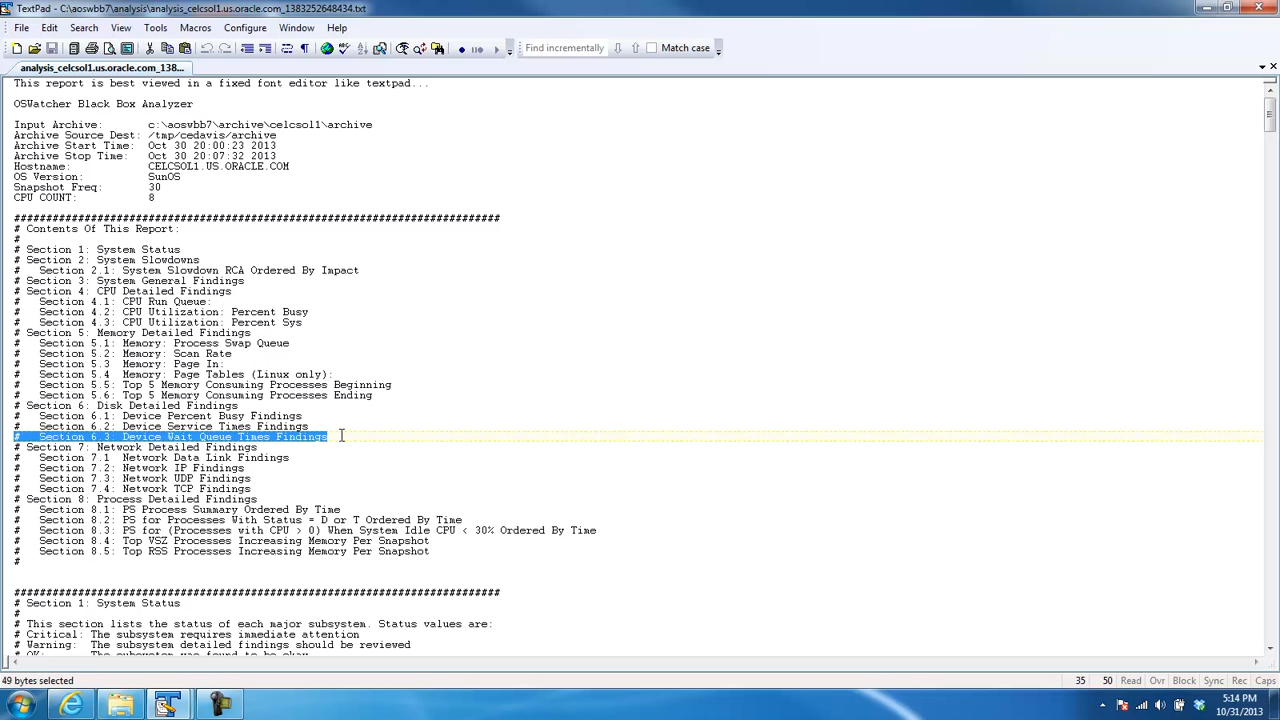 TextPad - C:\aoswbb7\analysis\analysis_celcsol1.us.oracle.com_1383252648434.txt
File Edit Search View Tools Macros Configure Window Help
Find incrementally Match case
analysis_celcsol1.us.oracle.com_138...
This report is best viewed in a fixed font editor like textpad...
OSWatcher Black Box Analyzer
Input Archive: c:\aoswbb7\archive\celcsol1\archive
Archive Source Dest: /tmp/cedavis/archive
Archive Start Time: Oct 30 20:00:23 2013
Archive Stop Time: Oct 30 20:07:32 2013
Hostname: CELCSOL1.US.ORACLE.COM
OS Version: SunOS
Snapshot Freq: 30
CPU COUNT: 8
############################################################################
# Contents Of This Report:
#
# Section 1: System Status
# Section 2: System Slowdowns
# Section 2.1: System Slowdown RCA Ordered By Impact
# Section 3: System General Findings
# Section 4: CPU Detailed Findings
# Section 4.1: CPU Run Queue:
# Section 4.2: CPU Utilization: Percent Busy
# Section 4.3: CPU Utilization: Percent Sys
# Section 5: Memory Detailed Findings
# Section 5.1: Memory: Process Swap Queue
# Section 5.2: Memory: Scan Rate
# Section 5.3 Memory: Page In:
# Section 5.4 Memory: Page Tables (Linux only):
# Section 5.5: Top 5 Memory Consuming Processes Beginning
# Section 5.6: Top 5 Memory Consuming Processes Ending
# Section 6: Disk Detailed Findings
# Section 6.1: Device Percent Busy Findings
# Section 6.2: Device Service Times Findings
# Section 6.3: Device Wait Queue Times Findings
# Section 7: Network Detailed Findings
# Section 7.1 Network Data Link Findings
# Section 7.2: Network IP Findings
# Section 7.3: Network UDP Findings
# Section 7.4: Network TCP Findings
# Section 8: Process Detailed Findings
# Section 8.1: PS Process Summary Ordered By Time
# Section 8.2: PS for Processes With Status = D or T Ordered By Time
# Section 8.3: PS for (Processes with CPU > 0) When System Idle CPU < 30% Ordered By Time
# Section 8.4: Top VSZ Processes Increasing Memory Per Snapshot
# Section 8.5: Top RSS Processes Increasing Memory Per Snapshot
#
############################################################################
# Section 1: System Status
#
# This section lists the status of each major subsystem. Status values are:
# Critical: The subsystem requires immediate attention
# Warning: The subsystem detailed findings should be reviewed
# OK: The subsystem was found to be okay
49 bytes selected 35 50 Read Ovr Block Sync Rec Caps
5:14 PM
10/31/2013